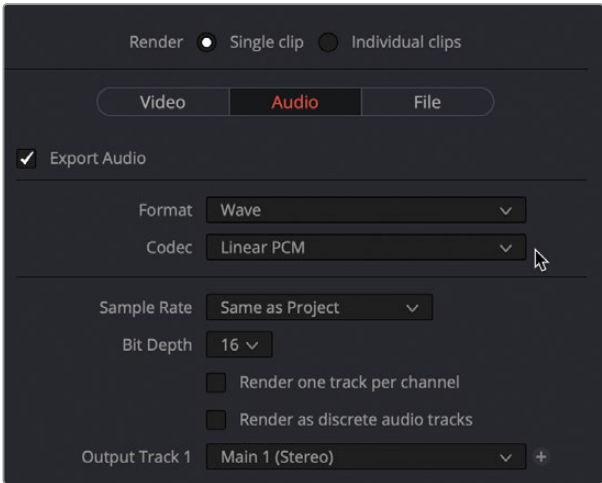 Render Single clip Individual clips
Video Audio File
Export Audio
Format Wave
Codec Linear PCM
Sample Rate Same as Project
Bit Depth 16
Render one track per channel
Render as discrete audio tracks
Output Track 1 Main 1 (Stereo) +